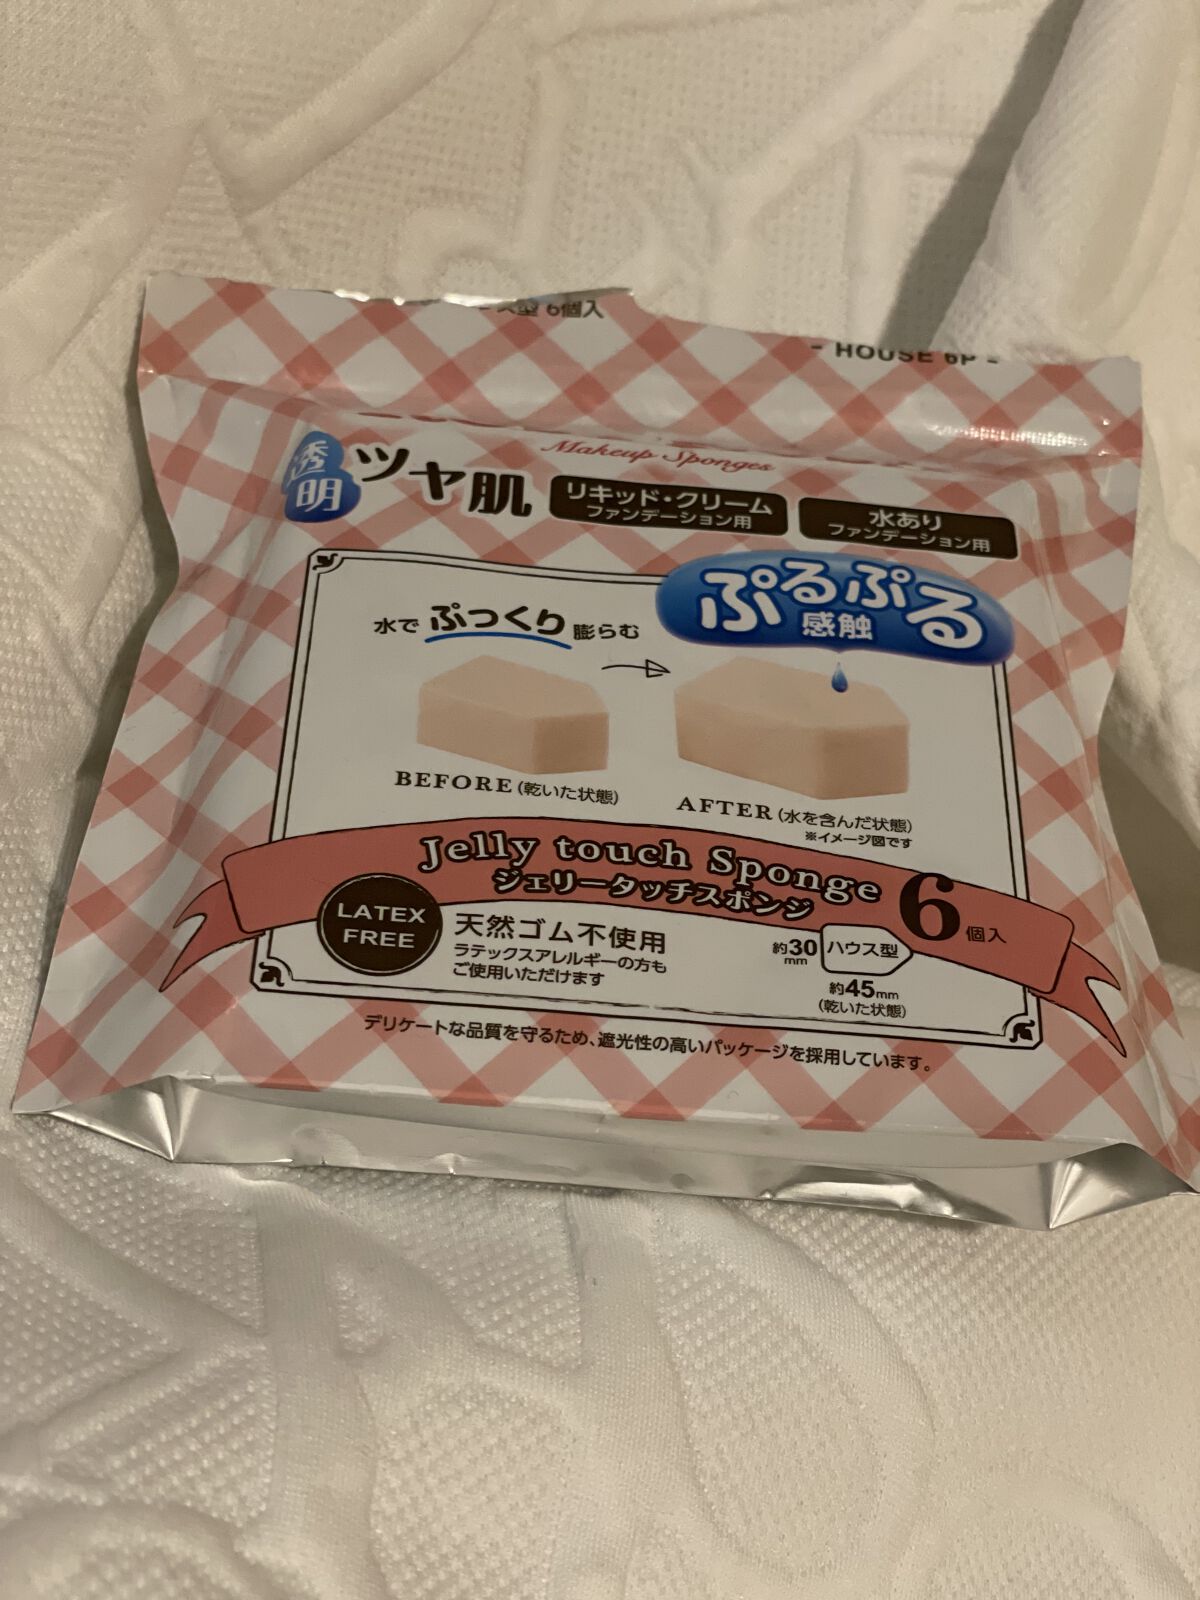 ス型 6個入
- HOUSE 6P -
Makeup Sponges
透明 ツヤ肌
リキッド・クリーム
ファンデーション用
水あり
ファンデーション用
水で ぷっくり 膨らむ
ぷるぷる
感触
BEFORE (乾いた状態)
AFTER (水を含んだ状態)
※イメージ図です
Jelly touch Sponge
ジェリータッチスポンジ
6個入
LATEX
FREE
天然ゴム不使用
ラテックスアレルギーの方も
ご使用いただけます
約30mm
ハウス型
約45mm
(乾いた状態)
デリケートな品質を守るため、遮光性の高いパッケージを採用しています。